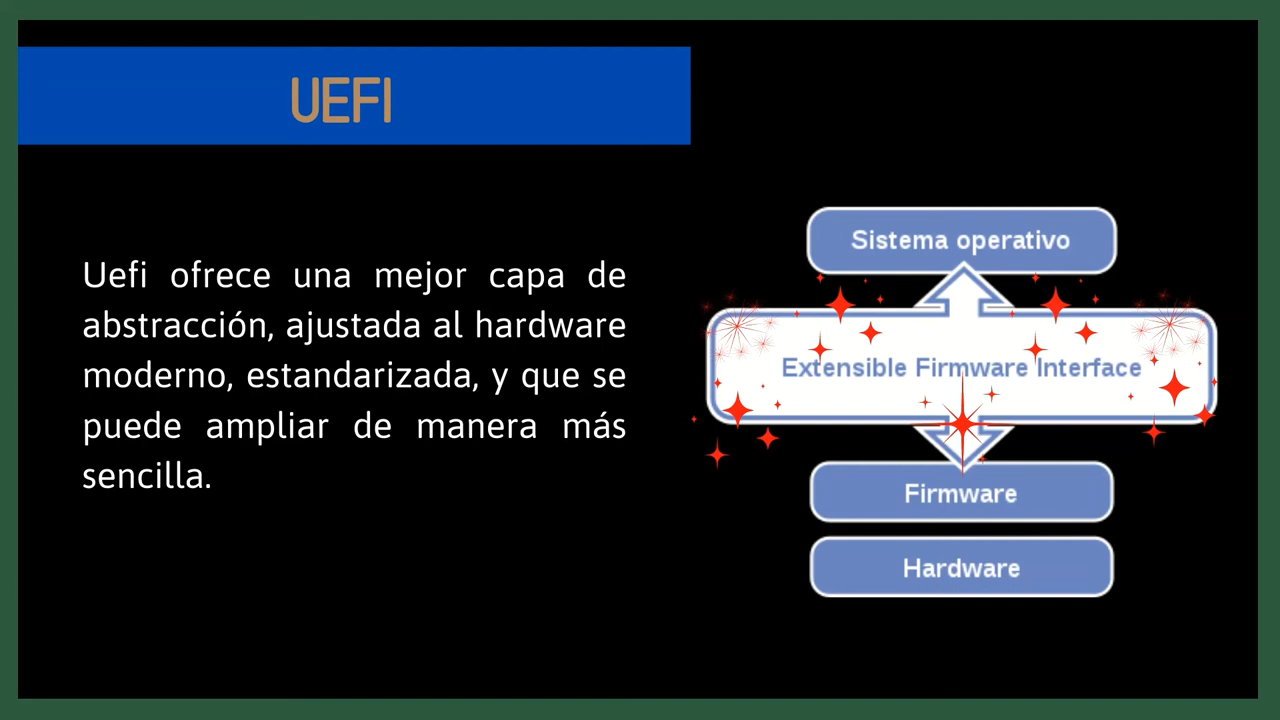 UEFI
Uefi ofrece una mejor capa de
abstracción, ajustada al hardware
moderno, estandarizada, y que se
puede ampliar de manera más
sencilla.
Sistema operativo
Extensible Firmware Interface
Firmware
Hardware